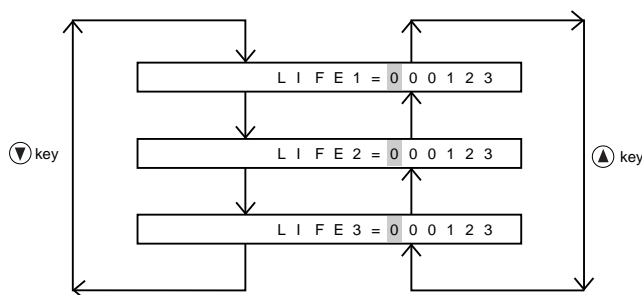 LIFE1=000123
▼ key
LIFE2=000123
▲ key
LIFE3=000123